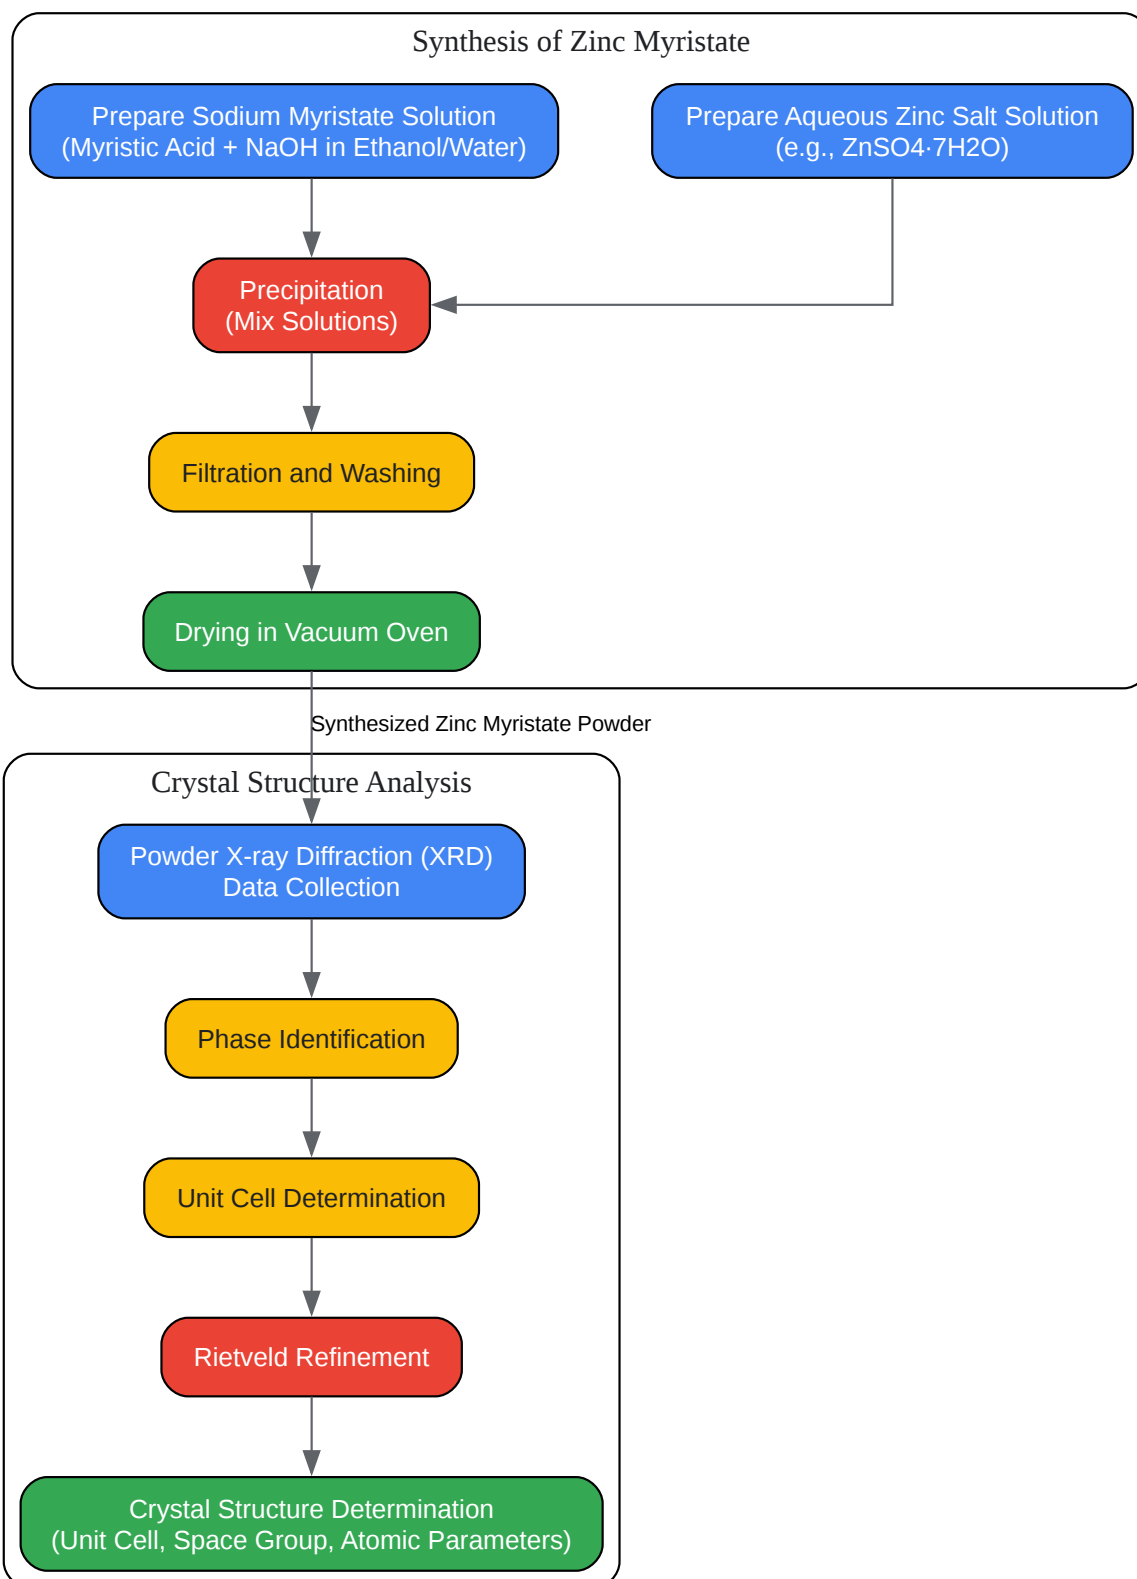 Synthesis of Zinc Myristate
Prepare Sodium Myristate Solution
(Myristic Acid + NaOH in Ethanol/Water)
Prepare Aqueous Zinc Salt Solution
(e.g., ZnSO4·7H2O)
Precipitation
(Mix Solutions)
Filtration and Washing
Drying in Vacuum Oven
Synthesized Zinc Myristate Powder
Crystal Structure Analysis
Powder X-ray Diffraction (XRD)
Data Collection
Phase Identification
Unit Cell Determination
Rietveld Refinement
Crystal Structure Determination
(Unit Cell, Space Group, Atomic Parameters)